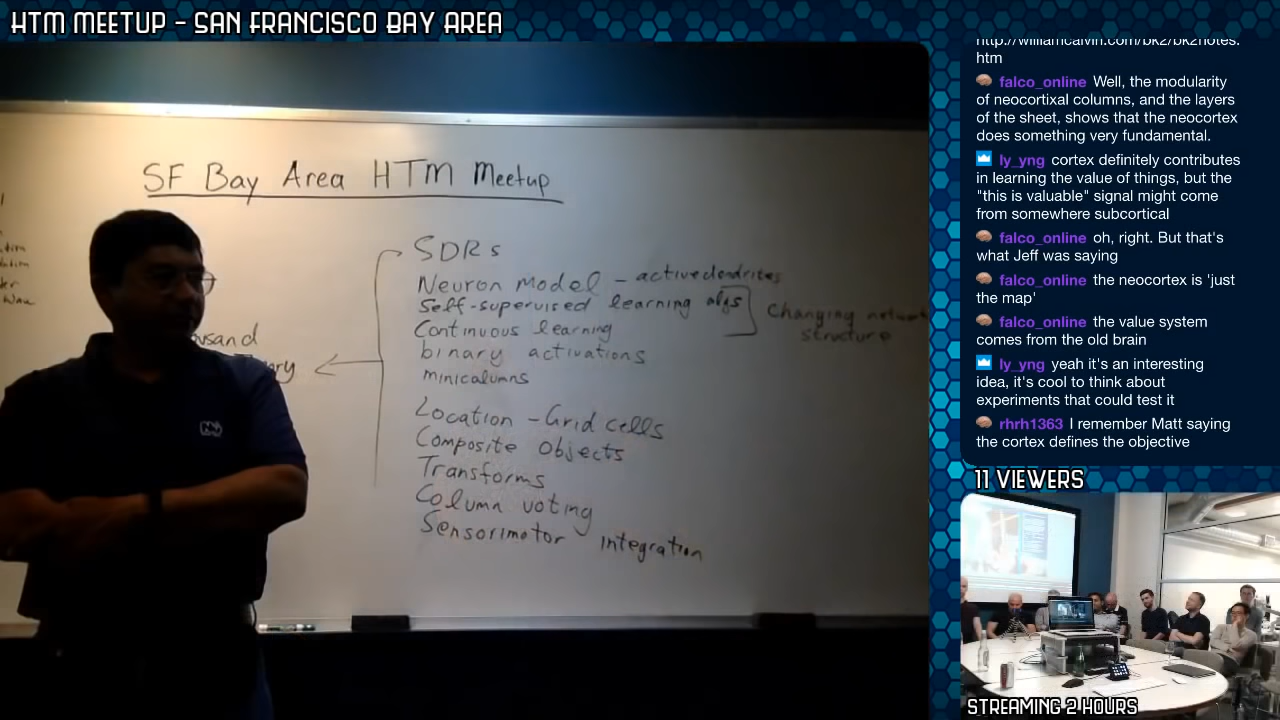 HTM MEETUP - SAN FRANCISCO BAY AREA
SF Bay Area HTM Meetup
SDRs
Neuron model - active dendrites
Self-supervised learning algs
Continuous learning
Changing network
structure
binary activations
minicolumns
Location - Grid cells
Composite Objects
Transforms
Column voting
Sensorimotor integration
http://williamcalvin.com/bk2/bk2notes.
htm
falco_online Well, the modularity
of neocortixal columns, and the layers
of the sheet, shows that the neocortex
does something very fundamental.
ly_yng cortex definitely contributes
in learning the value of things, but the
"this is valuable" signal might come
from somewhere subcortical
falco_online oh, right. But that's
what Jeff was saying
falco_online the neocortex is 'just
the map'
falco_online the value system
comes from the old brain
ly_yng yeah it's an interesting
idea, it's cool to think about
experiments that could test it
rhrh1363 I remember Matt saying
the cortex defines the objective
11 VIEWERS
STREAMING 2 HOURS